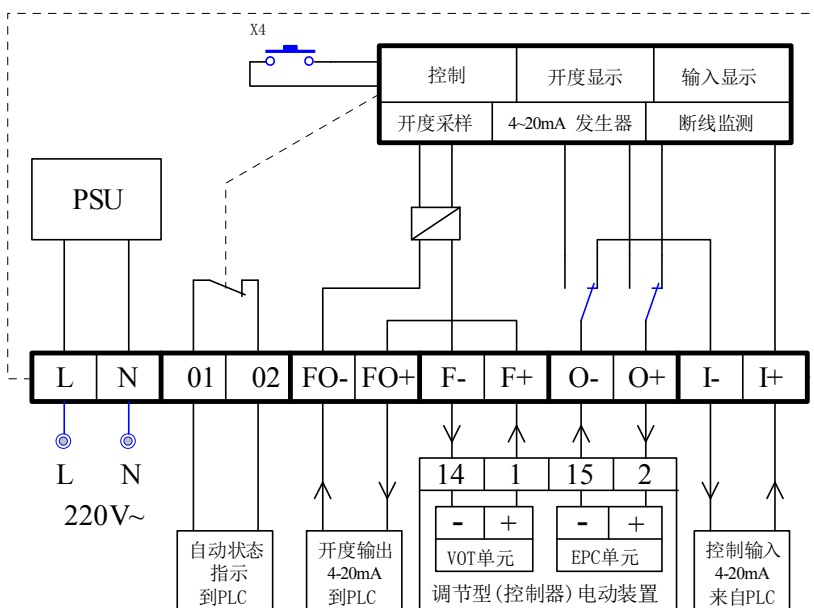 X4
控制 开度显示 输入显示
开度采样 4~20mA 发生器 断线监测
PSU
L N 01 02 FO- FO+ F- F+ O- O+ I- I+
14 1 15 2
L N
- + - +
220V~
VOT单元 EPC单元
自动状态
指示
到PLC
开度输出
4-20mA
到PLC
调节型(控制器)电动装置
控制输入
4-20mA
来自PLC